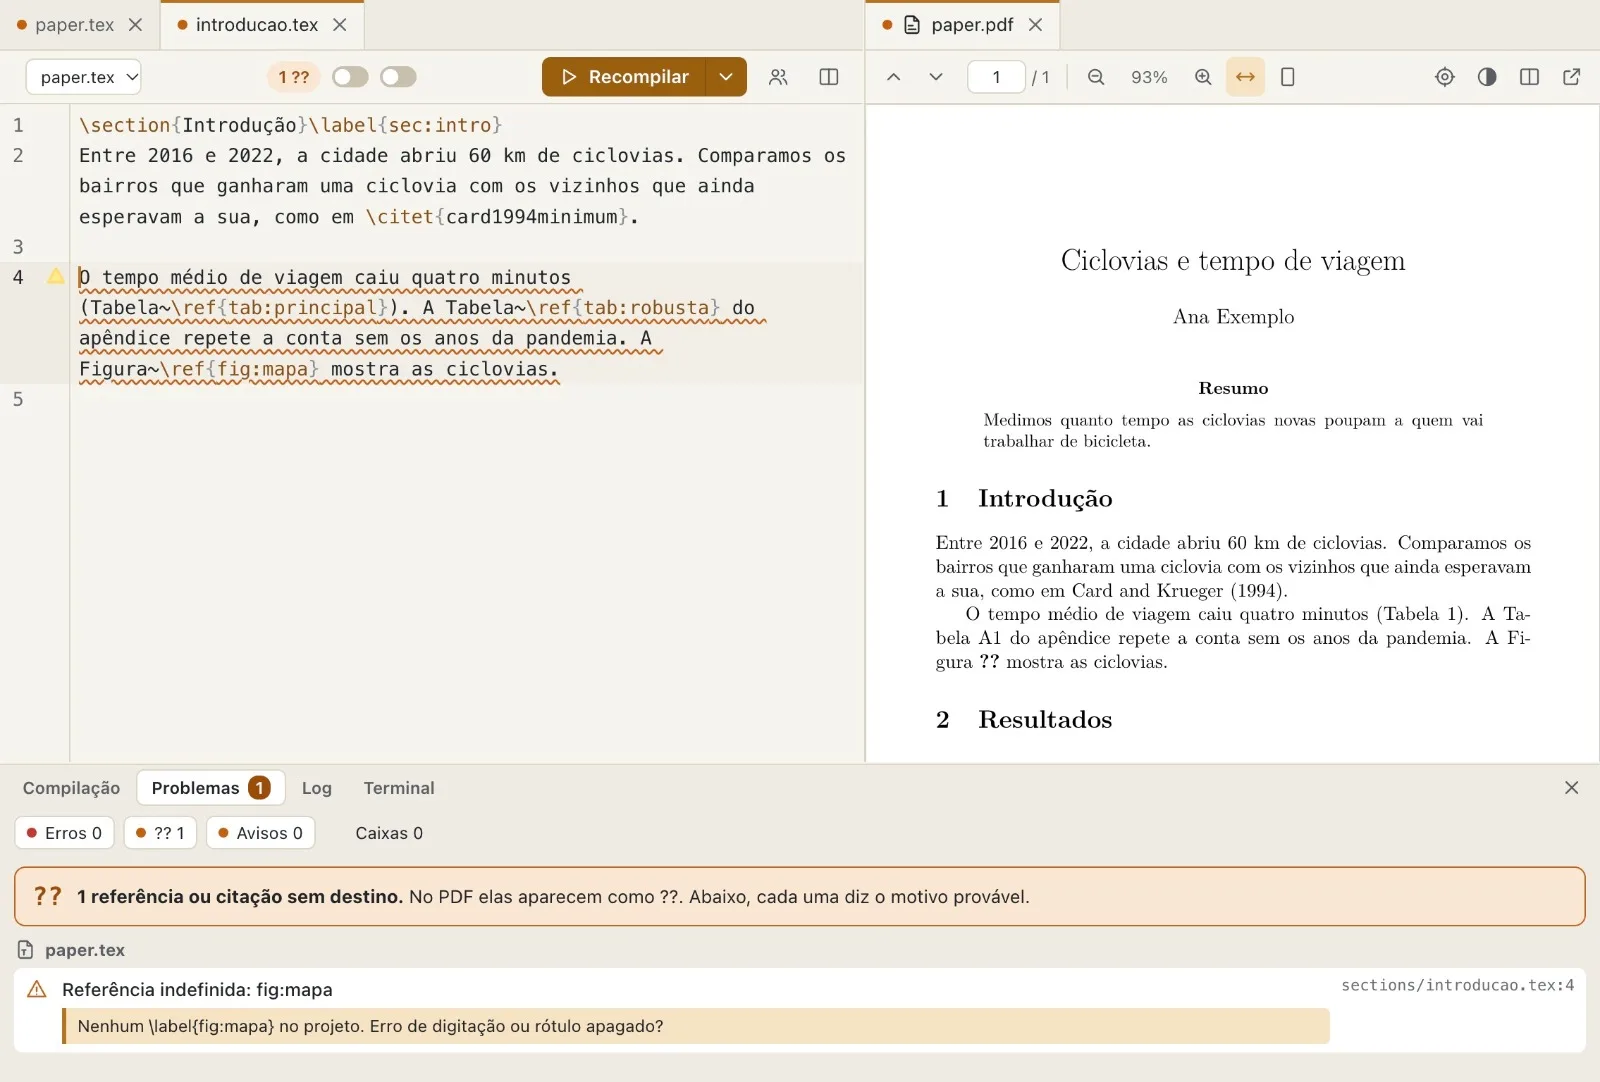 paper.tex
introducao.tex
paper.pdf
paper.tex
1 ??
Recompilar
1 / 1
93%
1 \section{Introdução}\label{sec:intro}
2 Entre 2016 e 2022, a cidade abriu 60 km de ciclovias. Comparamos os
bairros que ganharam uma ciclovia com os vizinhos que ainda
esperavam a sua, como em \citet{card1994minimum}.
3
4 O tempo médio de viagem caiu quatro minutos
(Tabela~\ref{tab:principal}). A Tabela~\ref{tab:robusta} do
apêndice repete a conta sem os anos da pandemia. A
Figura~\ref{fig:mapa} mostra as ciclovias.
5
Ciclovias e tempo de viagem
Ana Exemplo
Resumo
Medimos quanto tempo as ciclovias novas poupam a quem vai
trabalhar de bicicleta.
1 Introdução
Entre 2016 e 2022, a cidade abriu 60 km de ciclovias. Comparamos os
bairros que ganharam uma ciclovia com os vizinhos que ainda esperavam
a sua, como em Card and Krueger (1994).
O tempo médio de viagem caiu quatro minutos (Tabela 1). A Ta-
bela A1 do apêndice repete a conta sem os anos da pandemia. A Fi-
gura ?? mostra as ciclovias.
2 Resultados
Compilação
Problemas 1
Log
Terminal
Erros 0
?? 1
Avisos 0
Caixas 0
?? 1 referência ou citação sem destino. No PDF elas aparecem como ??. Abaixo, cada uma diz o motivo provável.
paper.tex
Referência indefinida: fig:mapa
sections/introducao.tex:4
Nenhum \label{fig:mapa} no projeto. Erro de digitação ou rótulo apagado?